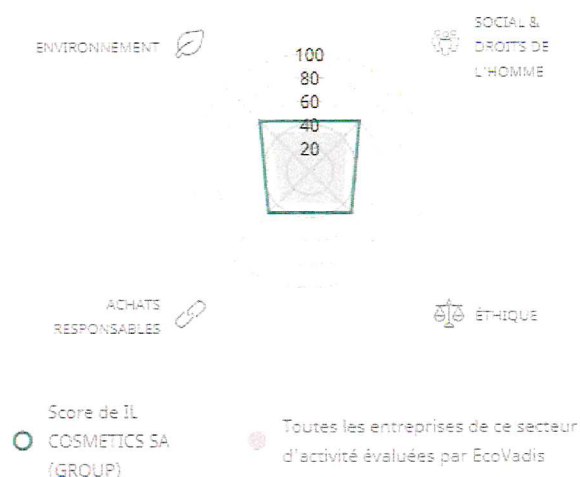 ENVIRONNEMENT
SOCIAL &
DROITS DE
L'HOMME
100
80
60
40
20
ACHATS
RESPONSABLES
ÉTHIQUE
Score de IL
COSMETICS SA
(GROUP)
Toutes les entreprises de ce secteur
d'activité évaluées par EcoVadis